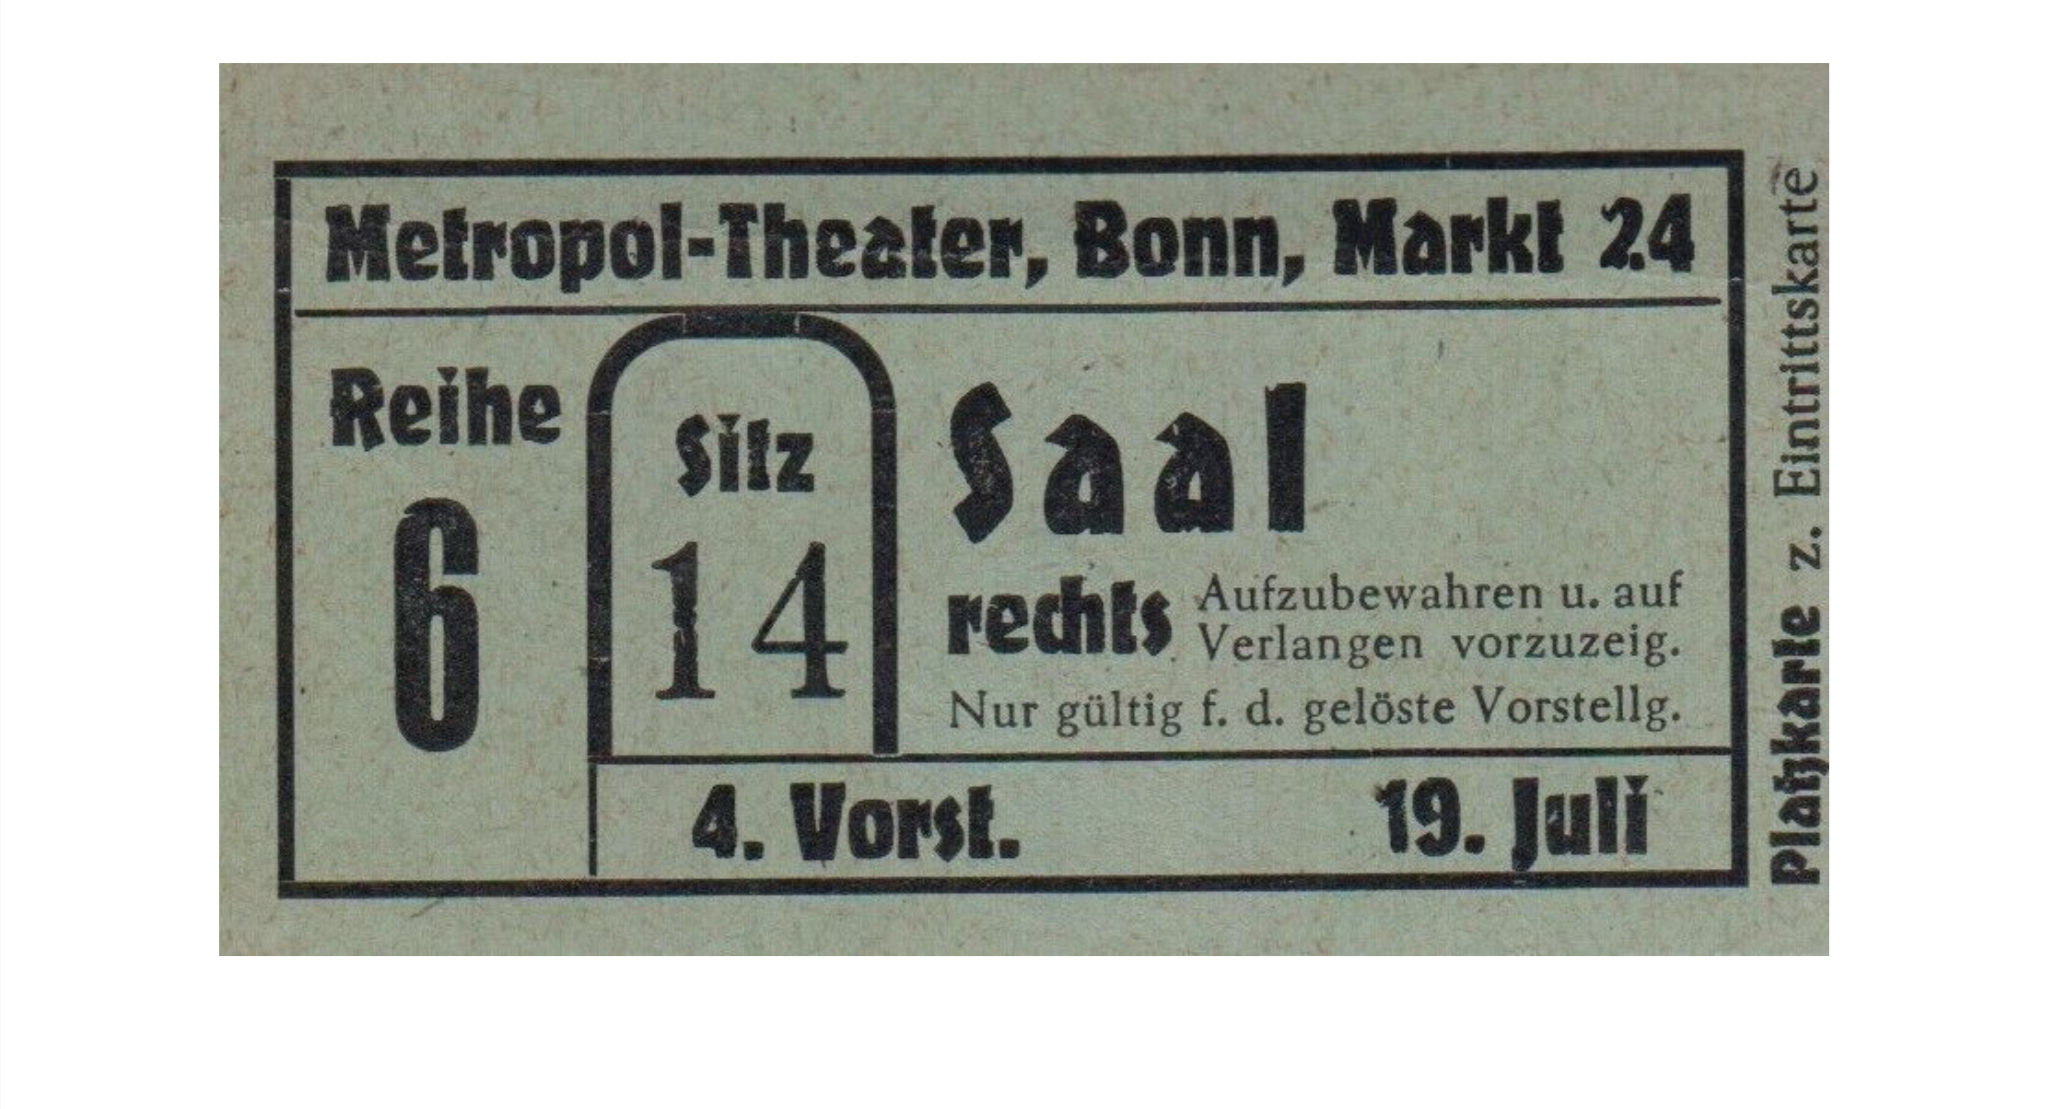 Metropol-Theater, Bonn, Markt 24
Reihe
6
Sitz
14
Saal
rechts
Aufzubewahren u. auf
Verlangen vorzuzeig.
Nur gültig f. d. gelöste Vorstellg.
4. Vorst.
19. Juli
Platzkarte z. Eintrittskarte